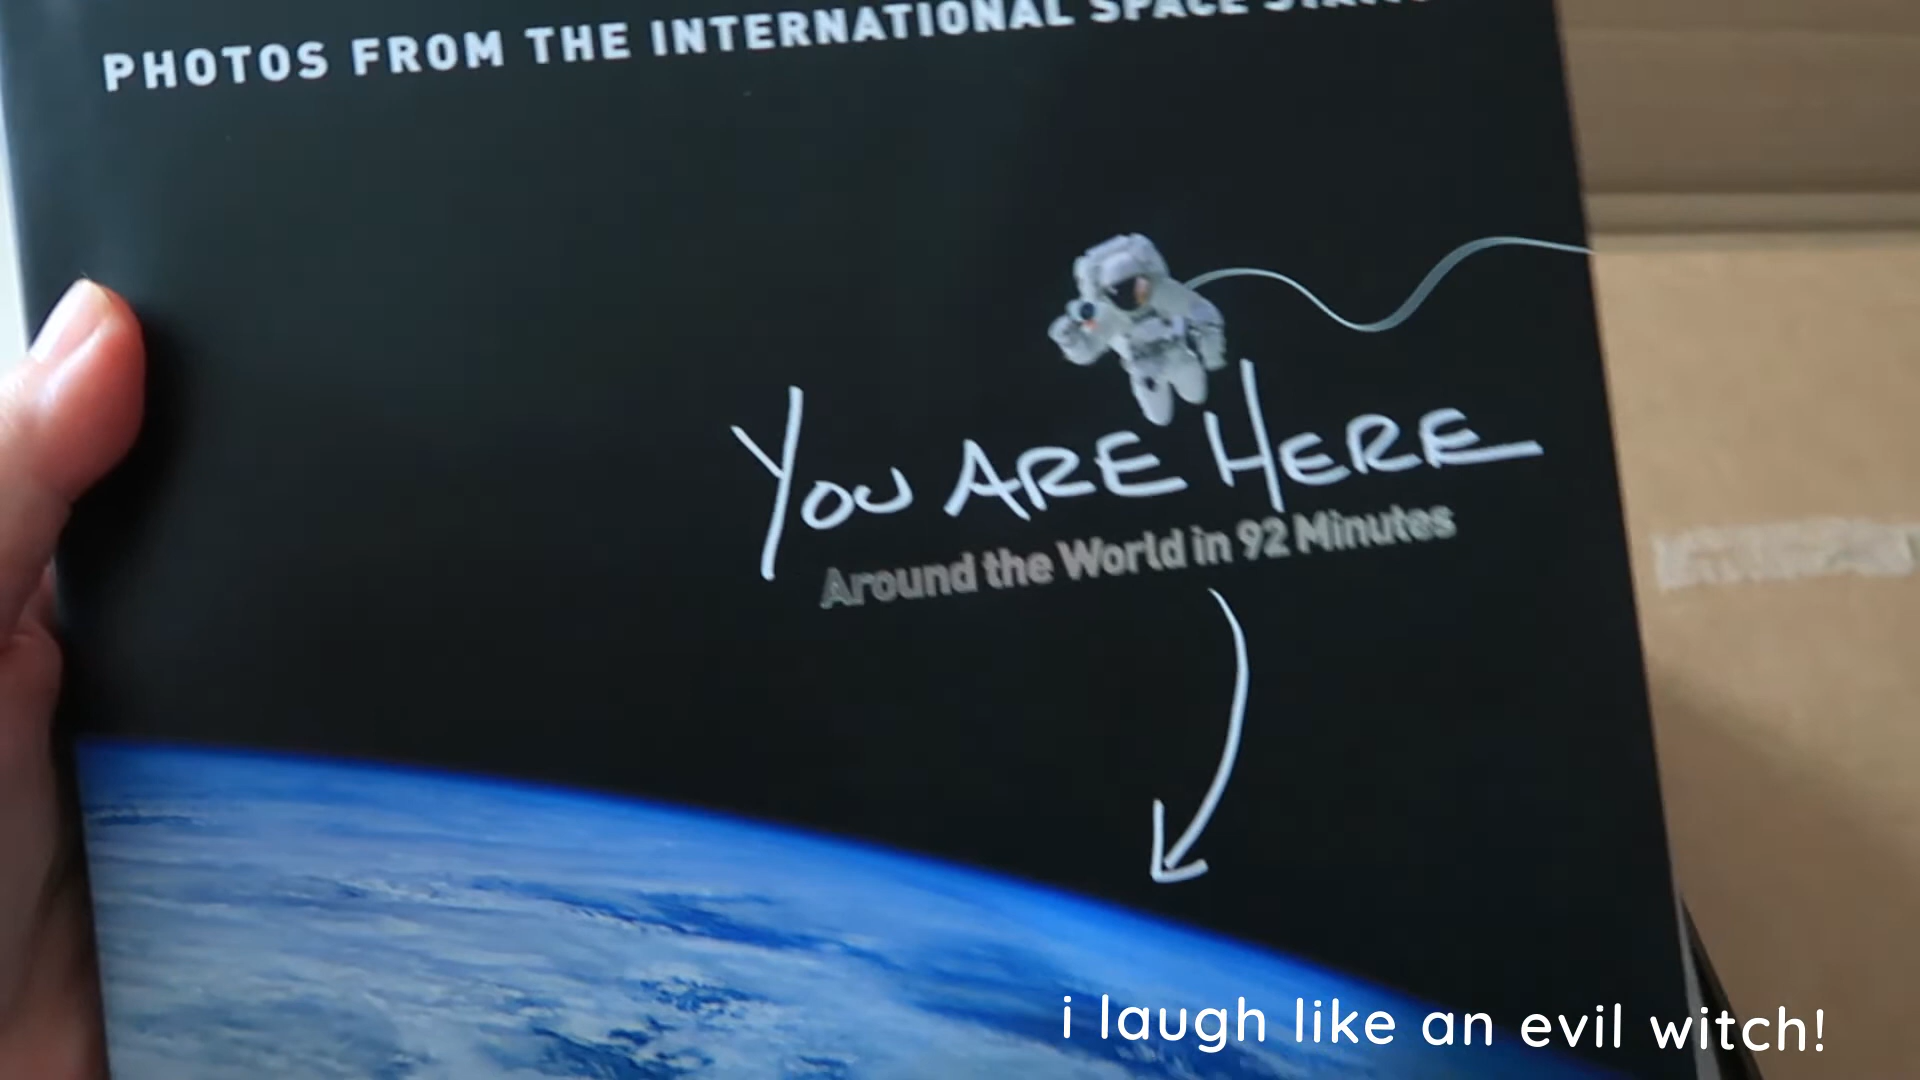 PHOTOS FROM THE INTERNATIONAL SPACE
YOU ARE HERE
Around the World in 92 Minutes
i laugh like an evil witch!